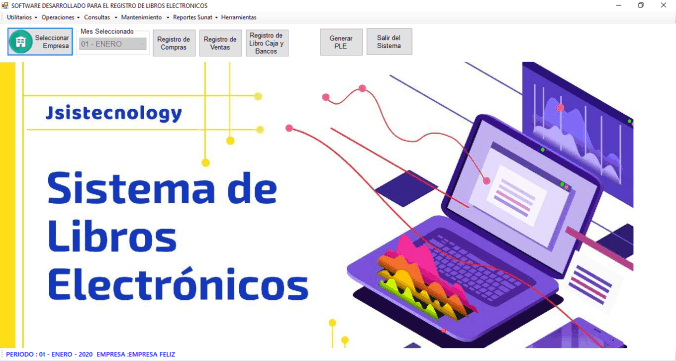 SOFTWARE DESARROLLADO PARA EL REGISTRO DE LIBROS ELECTRONICOS
Utilitarios Operaciones Consultas Mantenimiento Reportes Sunat Herramientas
Seleccionar
Empresa
Mes Seleccionado
01 - ENERO
Registro de
Compras
Registro de
Ventas
Registro de
Libro Caja y
Bancos
Generar
PLE
Salir del
Sistema
Jsistecnology
Sistema de
Libros
Electrónicos
PERIODO : 01 - ENERO - 2020 EMPRESA :EMPRESA FELIZ